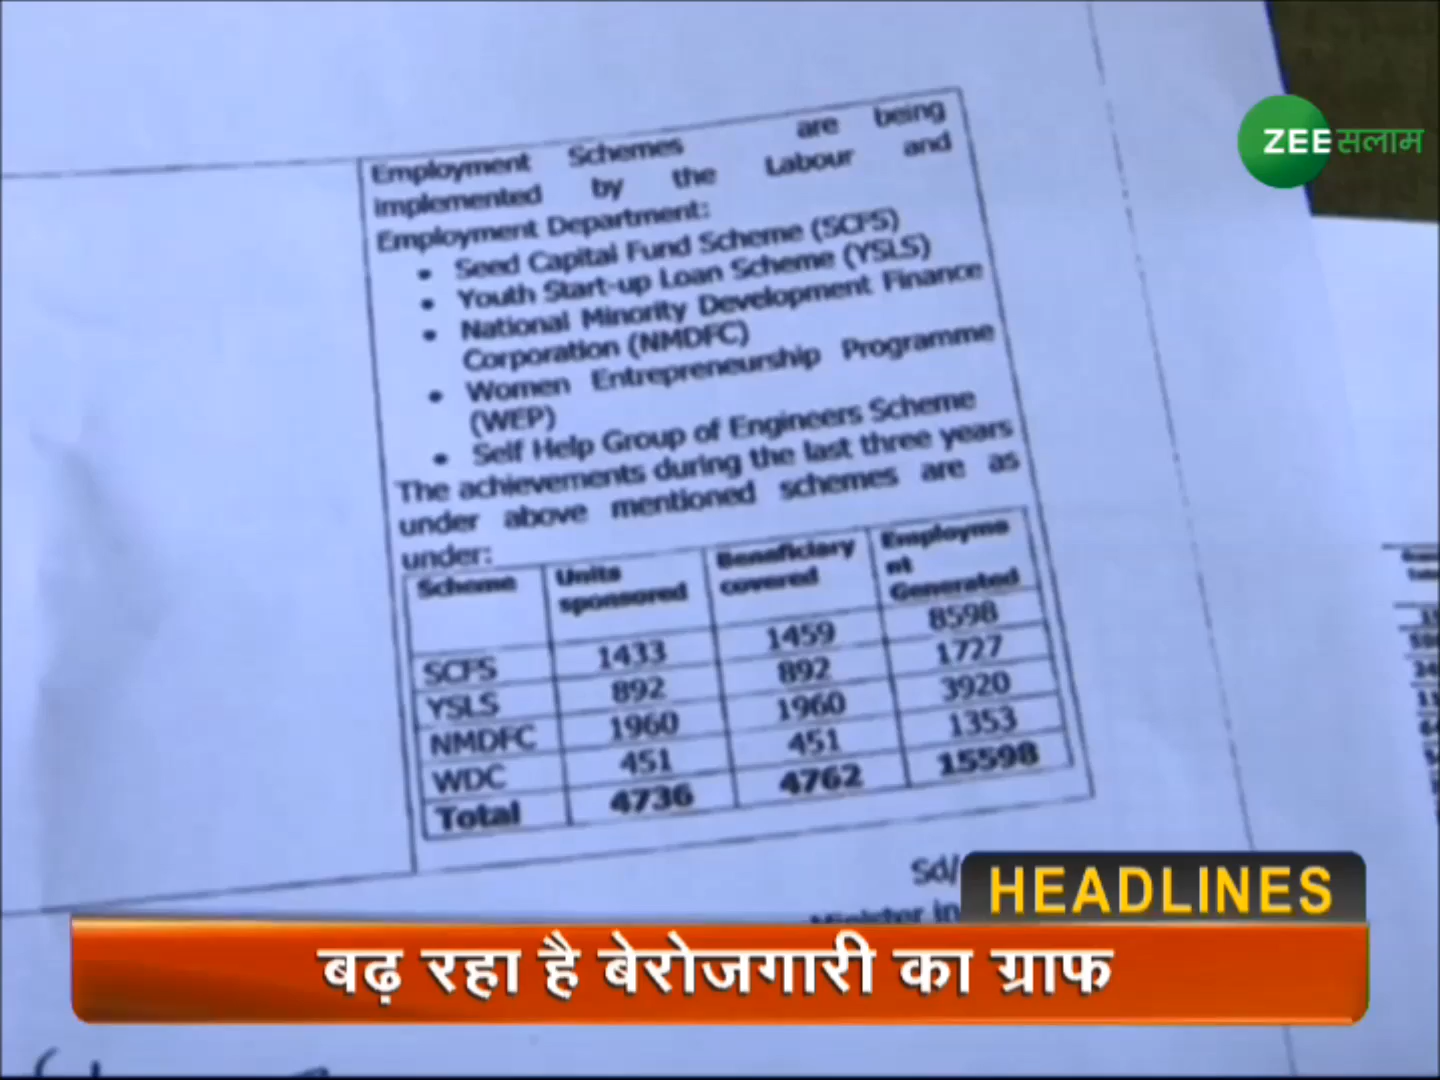 ZEE सलाम
Employment Schemes are being
implemented by the Labour and
Employment Department:
• Seed Capital Fund Scheme (SCFS)
• Youth Start-up Loan Scheme (YSLS)
• National Minority Development Finance
Corporation (NMDFC)
• Women Entrepreneurship Programme
(WEP)
• Self Help Group of Engineers Scheme
The achievements during the last three years
under above mentioned schemes are as
under:
Scheme Units sponsored Beneficiary covered Employme nt Generated
SCFS 1433 1459 8598
YSLS 892 892 1727
NMDFC 1960 1960 3920
WDC 451 451 1353
Total 4736 4762 15598
Sd/
Minister in
HEADLINES
बढ़ रहा है बेरोजगारी का ग्राफ